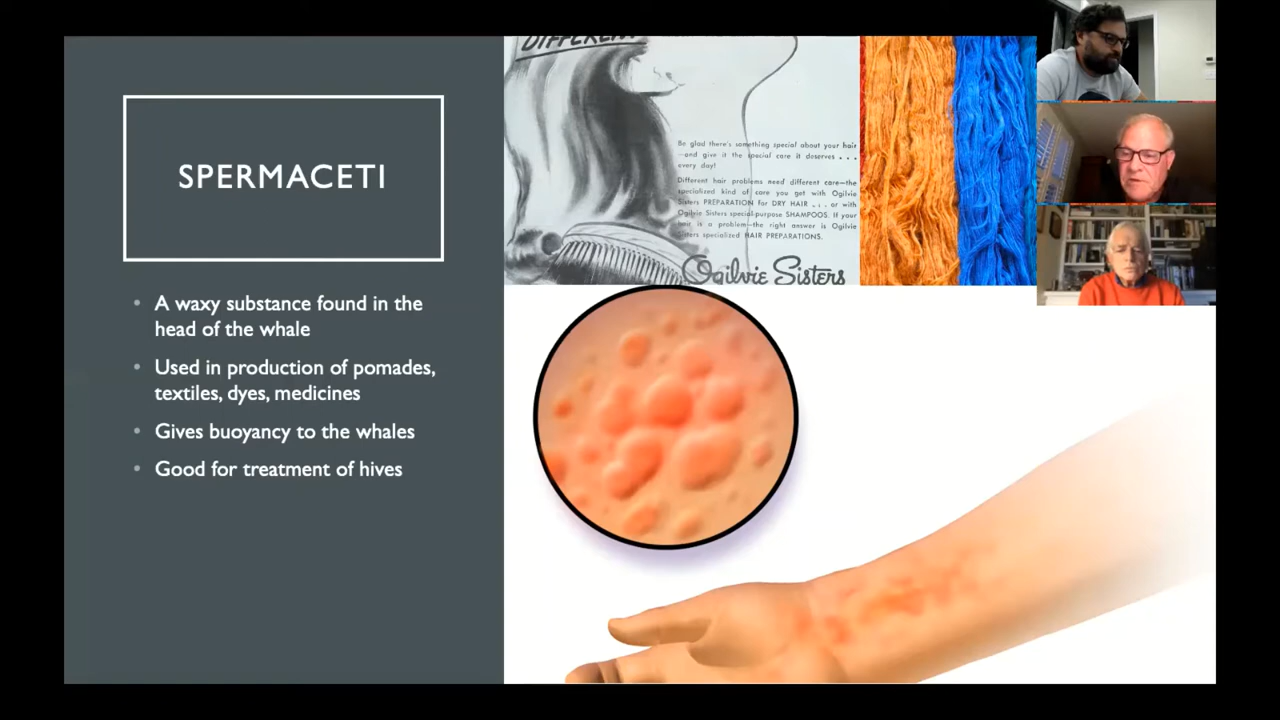 SPERMACETI
• A waxy substance found in the
head of the whale
• Used in production of pomades,
textiles, dyes, medicines
• Gives buoyancy to the whales
• Good for treatment of hives
DIFFERENT
Be glad there's something special about your hair
—and give it the special care it deserves . . .
every day!
Different hair problems need different care—the
specialized kind of care you get with Ogilvie
Sisters PREPARATION for DRY HAIR . . . or with
Ogilvie Sisters special-purpose SHAMPOOS. If your
hair is a problem—the right answer is Ogilvie
Sisters specialized HAIR PREPARATIONS.
Ogilvie Sisters